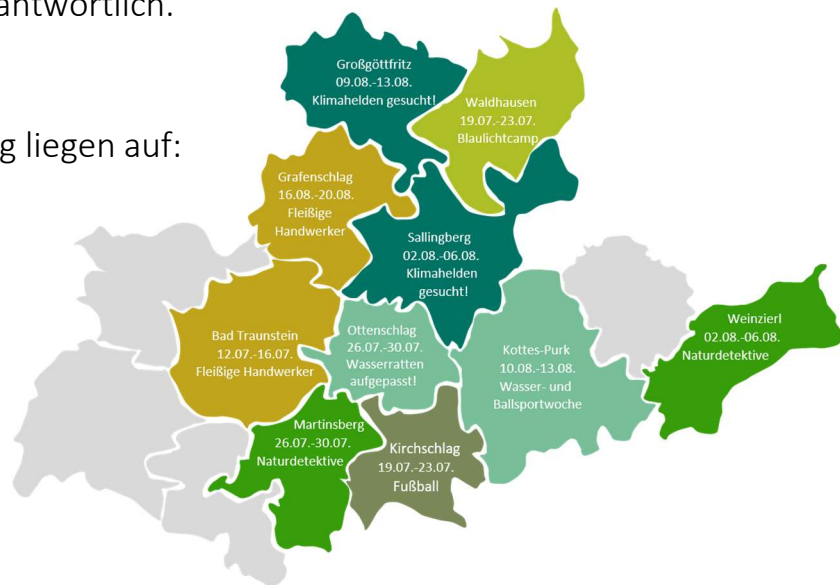 antwortlich.
g liegen auf:
Großgöttfritz
09.08.-13.08.
Klimahelden gesucht!
Waldhausen
19.07.-23.07.
Blaulichtcamp
Grafenschlag
16.08.-20.08.
Fleißige
Handwerker
Sallingberg
02.08.-06.08.
Klimahelden
gesucht!
Bad Traunstein
12.07.-16.07.
Fleißige Handwerker
Ottenschlag
26.07.-30.07.
Wasserratten
aufgepasst!
Kottes-Purk
10.08.-13.08.
Wasser- und
Ballsportwoche
Weinzierl
02.08.-06.08.
Naturdetektive
Martinsberg
26.07.-30.07.
Naturdetektive
Kirchschlag
19.07.-23.07.
Fußball